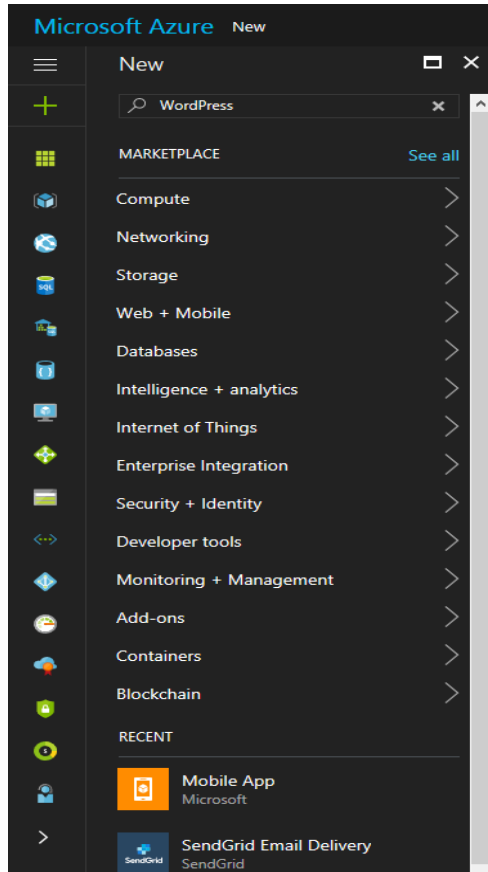 Microsoft Azure New
New
WordPress
MARKETPLACE See all
Compute
Networking
Storage
Web + Mobile
Databases
Intelligence + analytics
Internet of Things
Enterprise Integration
Security + Identity
Developer tools
Monitoring + Management
Add-ons
Containers
Blockchain
RECENT
Mobile App
Microsoft
SendGrid Email Delivery
SendGrid SendGrid
SQL